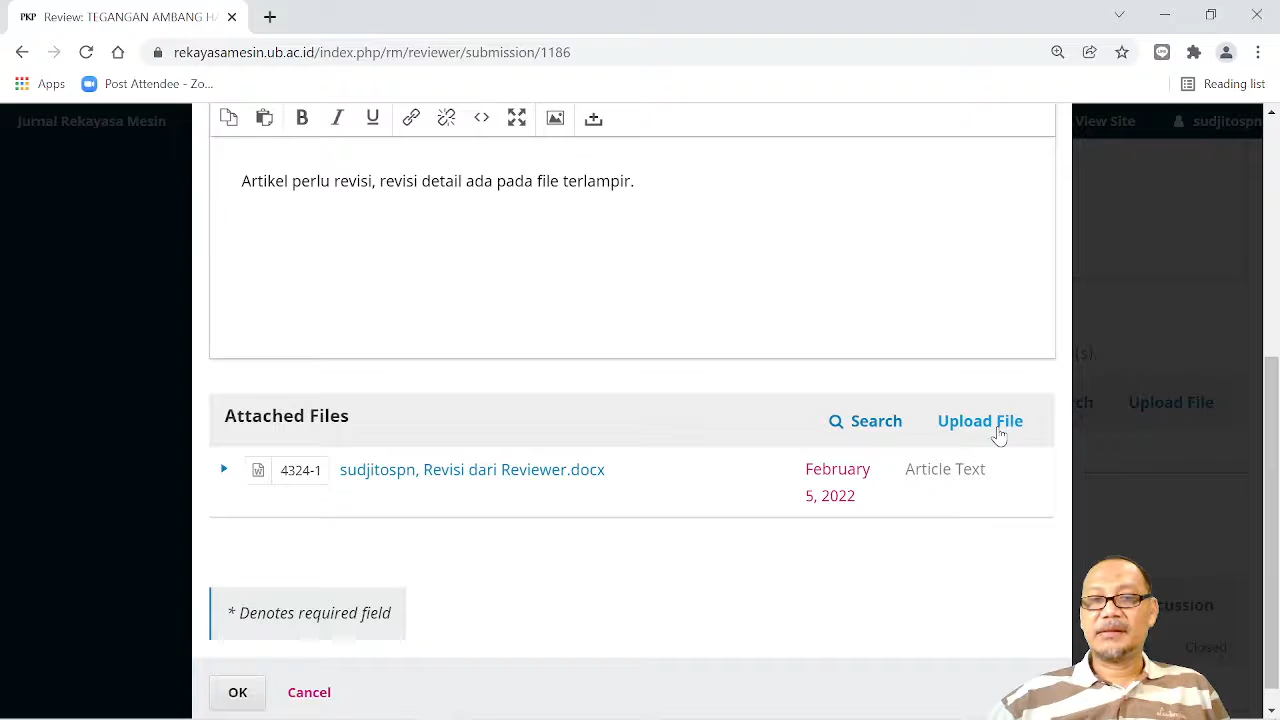 PKP Review: TEGANGAN AMBANG HA
rekayasamesin.ub.ac.id/index.php/rm/reviewer/submission/1186
Apps Post Attendee - Zo... Reading list
Jurnal Rekayasa Mesin View Site sudjitospn
B I U
Artikel perlu revisi, revisi detail ada pada file terlampir.
(s).
Attached Files Search Upload File
Upload File
4324-1 sudjitospn, Revisi dari Reviewer.docx February 5, 2022 Article Text
* Denotes required field
Closed
OK Cancel